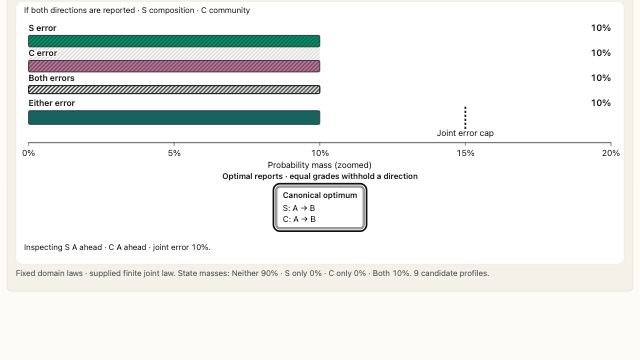 If both directions are reported · S composition · C community
S error 10%
C error 10%
Both errors 10%
Either error 10%
Joint error cap
0% 5% 10% 15% 20%
Probability mass (zoomed)
Optimal reports · equal grades withhold a direction
Canonical optimum
S: A → B
C: A → B
Inspecting S A ahead · C A ahead · joint error 10%.
Fixed domain laws · supplied finite joint law. State masses: Neither 90% · S only 0% · C only 0% · Both 10%. 9 candidate profiles.